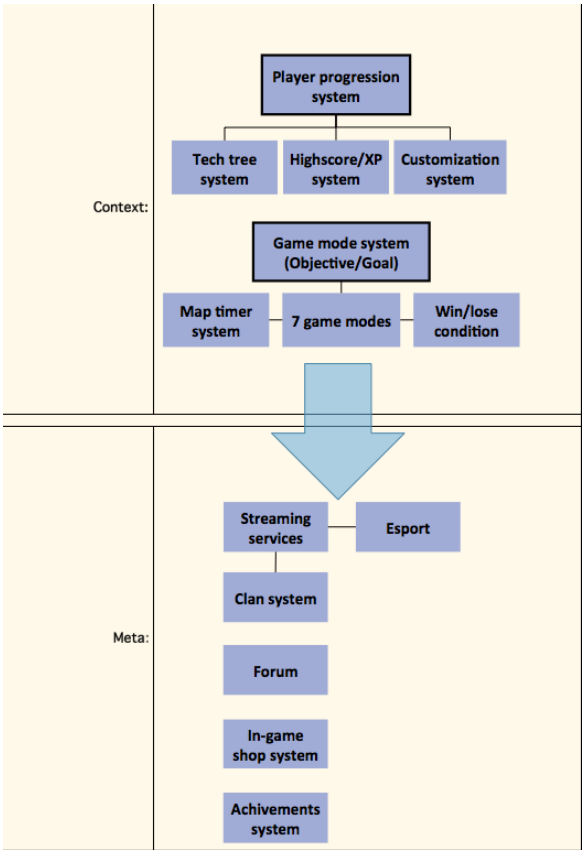 Player progression
system
Tech tree
system
Highscore/XP
system
Customization
system
Context:
Game mode system
(Objective/Goal)
Map timer
system
7 game modes
Win/lose
condition
Streaming
services
Esport
Clan system
Meta:
Forum
In-game
shop system
Achivements
system